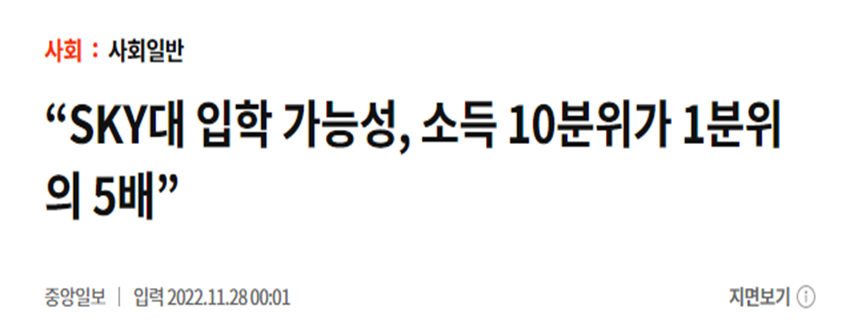 사회 : 사회일반
“SKY대 입학 가능성, 소득 10분위가 1분위
의 5배”
중앙일보 | 입력 2022.11.28 00:01 지면보기 ⓘ